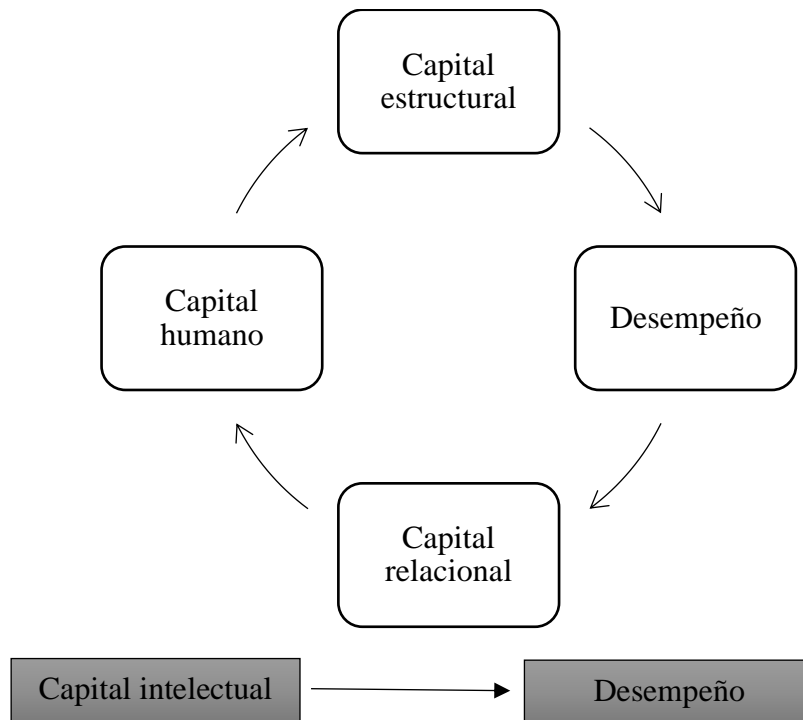 Capital
estructural
Capital
humano
Desempeño
Capital
relacional
Capital intelectual
Desempeño